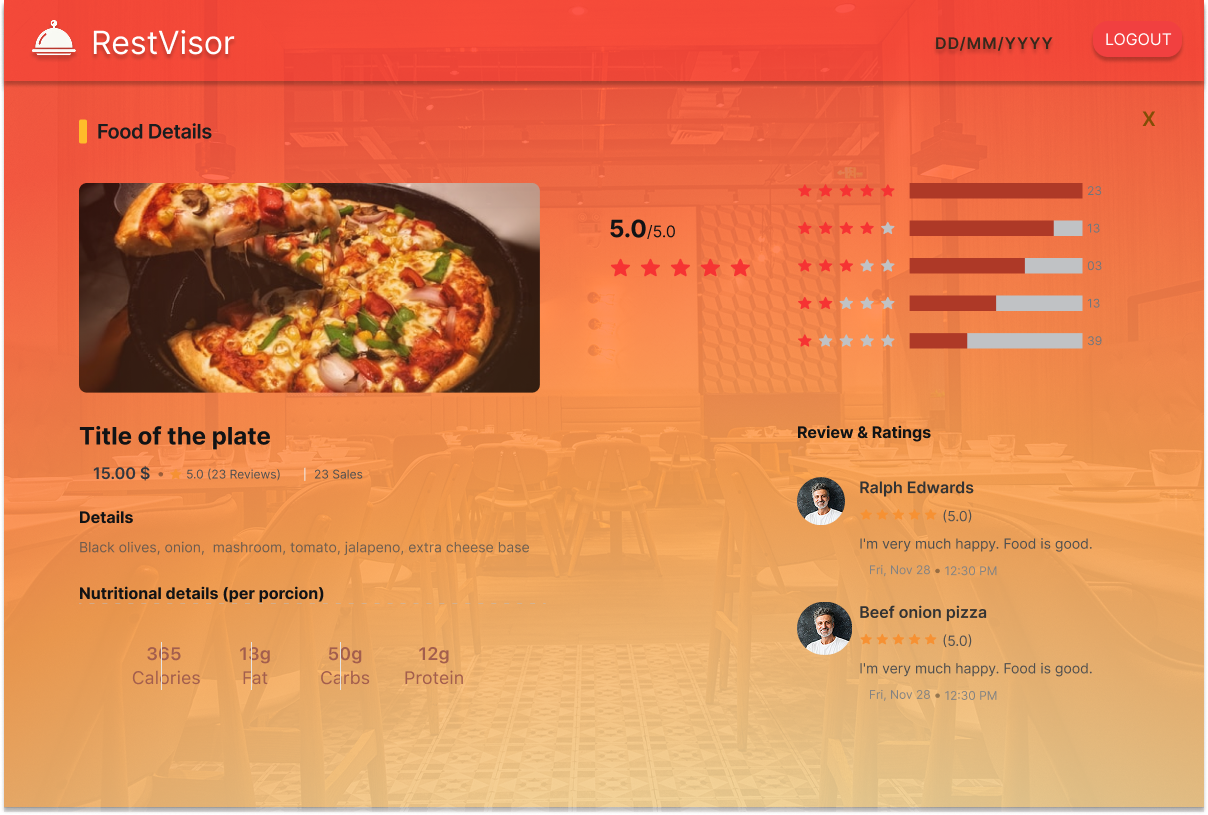 RestVisor
DD/MM/YYYY
LOGOUT
X
Food Details
5.0/5.0
23
13
03
13
39
Title of the plate
15.00 $ • 5.0 (23 Reviews) | 23 Sales
Details
Black olives, onion, mashroom, tomato, jalapeno, extra cheese base
Nutritional details (per porcion)
365 13g 50g 12g
Calories Fat Carbs Protein
Review & Ratings
Ralph Edwards
(5.0)
I'm very much happy. Food is good.
Fri, Nov 28 • 12:30 PM
Beef onion pizza
(5.0)
I'm very much happy. Food is good.
Fri, Nov 28 • 12:30 PM